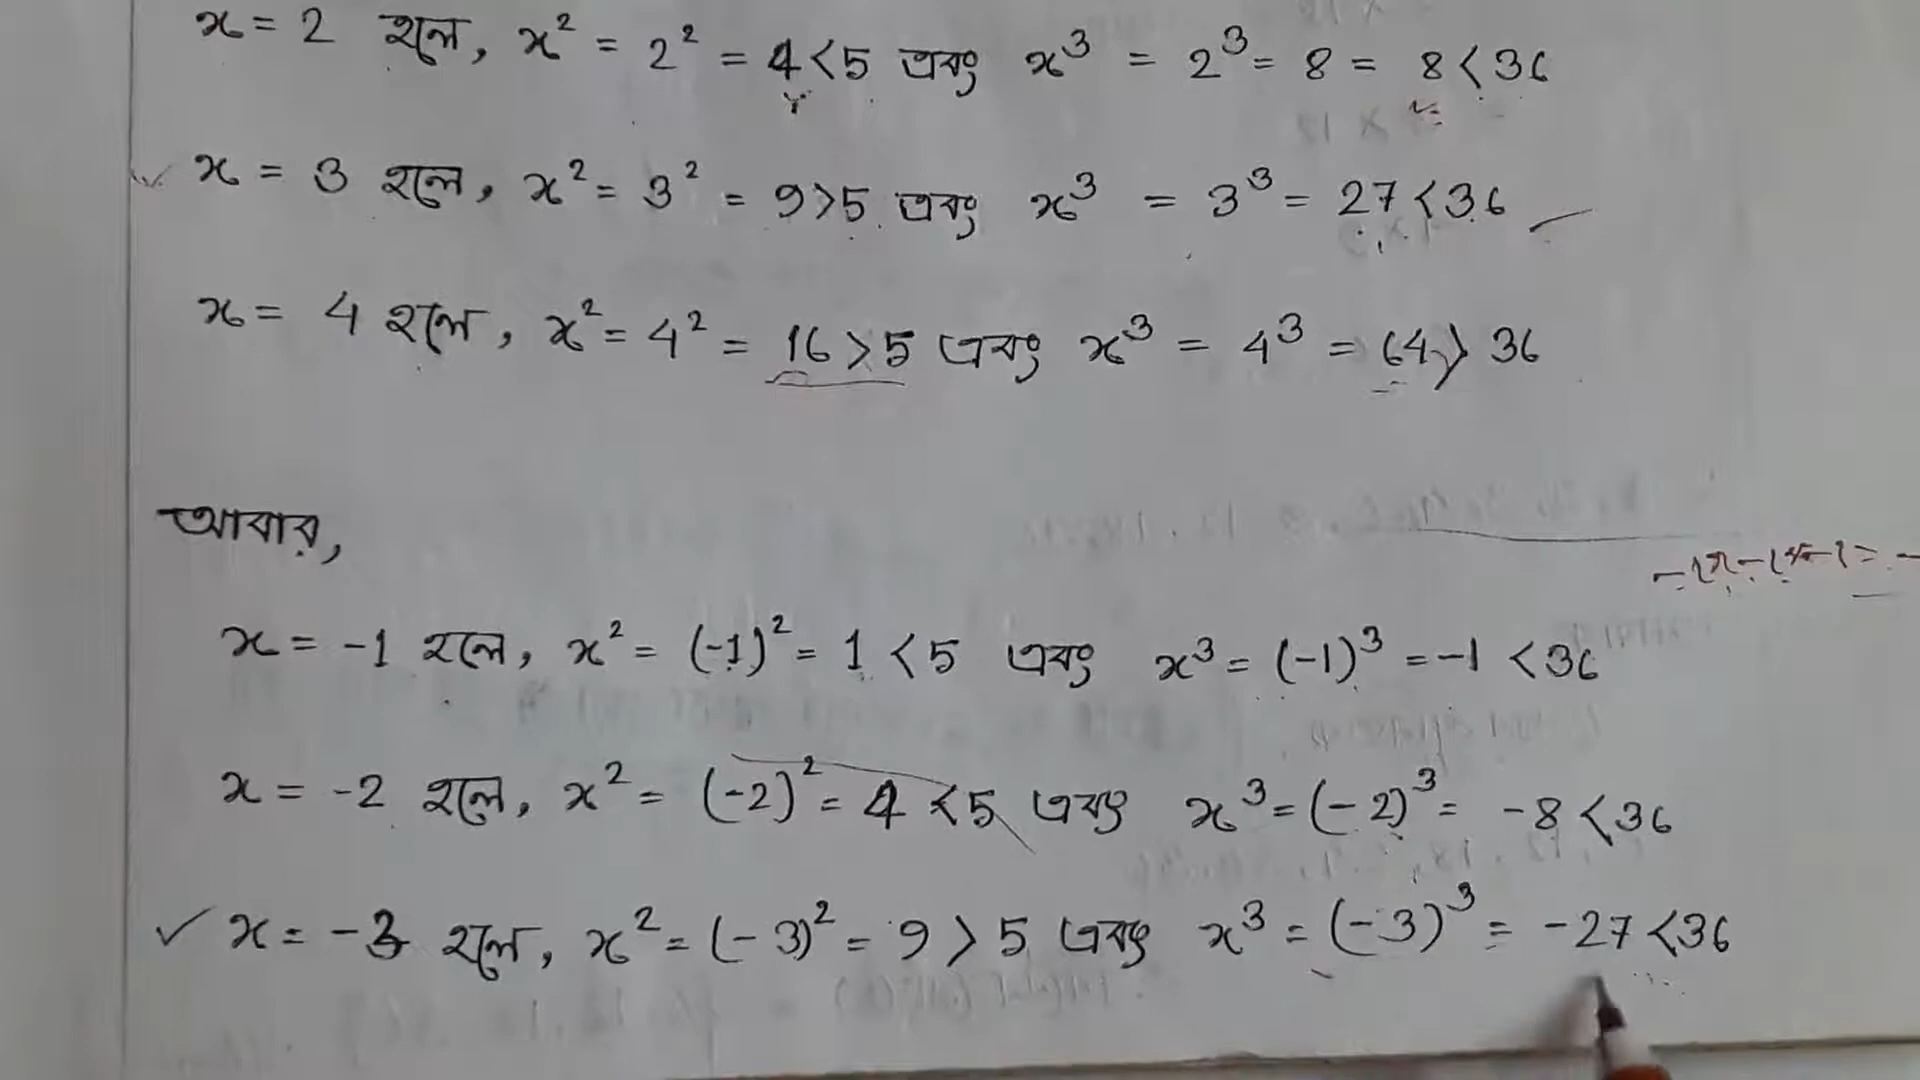 x = 2 হলে, x² = 2² = 4 < 5 এবং x³ = 2³ = 8 = 8 < 36
x = 3 হলে, x² = 3² = 9 > 5 এবং x³ = 3³ = 27 < 36
x = 4 হলে, x² = 4² = 16 > 5 এবং x³ = 4³ = 64 > 36
আবার,
x = -1 হলে, x² = (-1)² = 1 < 5 এবং x³ = (-1)³ = -1 < 36
x = -2 হলে, x² = (-2)² = 4 < 5 এবং x³ = (-2)³ = -8 < 36
✓ x = -3 হলে, x² = (-3)² = 9 > 5 এবং x³ = (-3)³ = -27 < 36